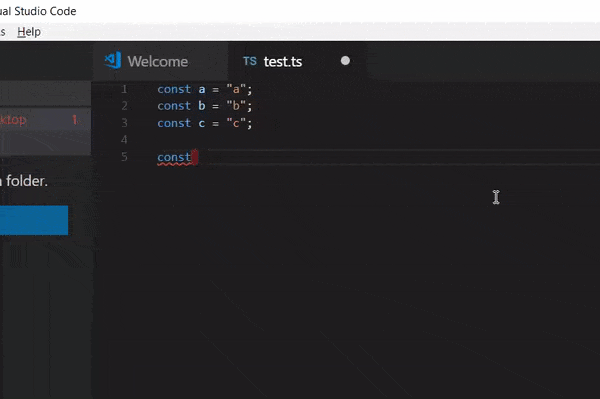 ual Studio Code
s Help
Welcome
TS test.ts
1 const a = "a";
2 const b = "b";
3 const c = "c";
4
5 const
ktop 1
folder.